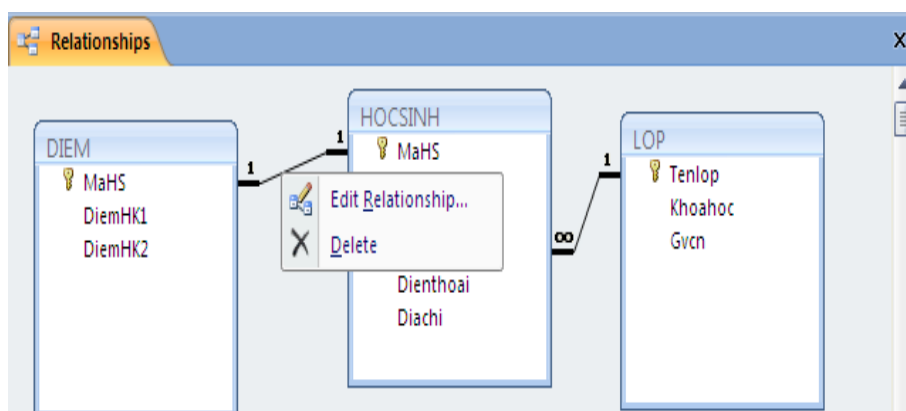 Relationships
X
DIEM
MaHS
DiemHK1
DiemHK2
1
1
HOCSINH
MaHS
Edit Relationship...
Delete
Dienthoai
Diachi
∞
1
LOP
Tenlop
Khoahoc
Gvcn